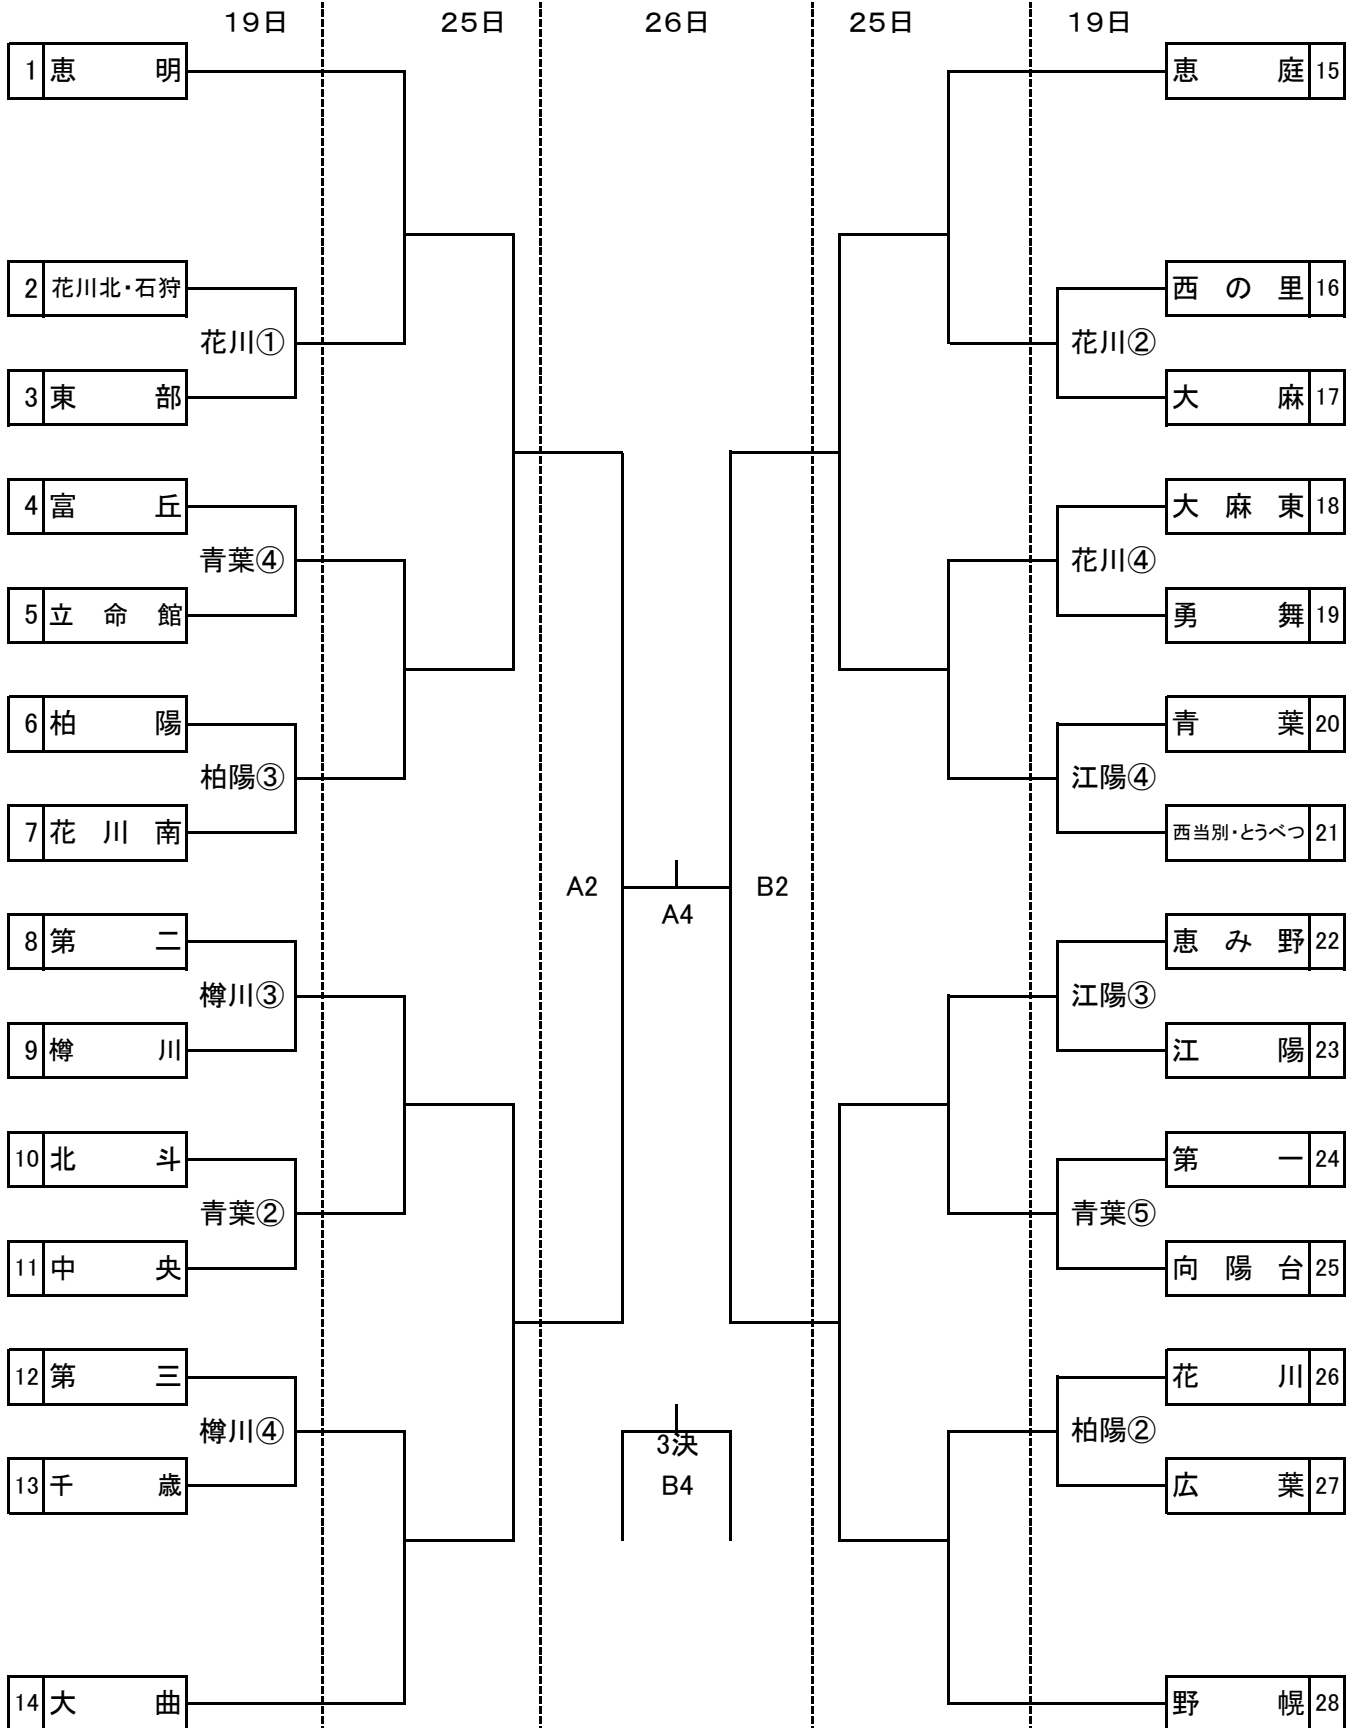 19日 25日 26日 25日 19日
1 恵明 恵庭 15
2 花川北・石狩 西の里 16
花川① 花川②
3 東部 大麻 17
4 富丘 大麻東 18
青葉④ 花川④
5 立命館 勇舞 19
6 柏陽 青葉 20
柏陽③ 江陽④
7 花川南 西当別・とうべつ 21
A2 B2
A4
8 第二 恵み野 22
樽川③ 江陽③
9 樽川 江陽 23
10 北斗 第一 24
青葉② 青葉⑤
11 中央 向陽台 25
12 第三 花川 26
樽川④ 柏陽②
3決
13 千歳 広葉 27
B4
14 大曲 野幌 28